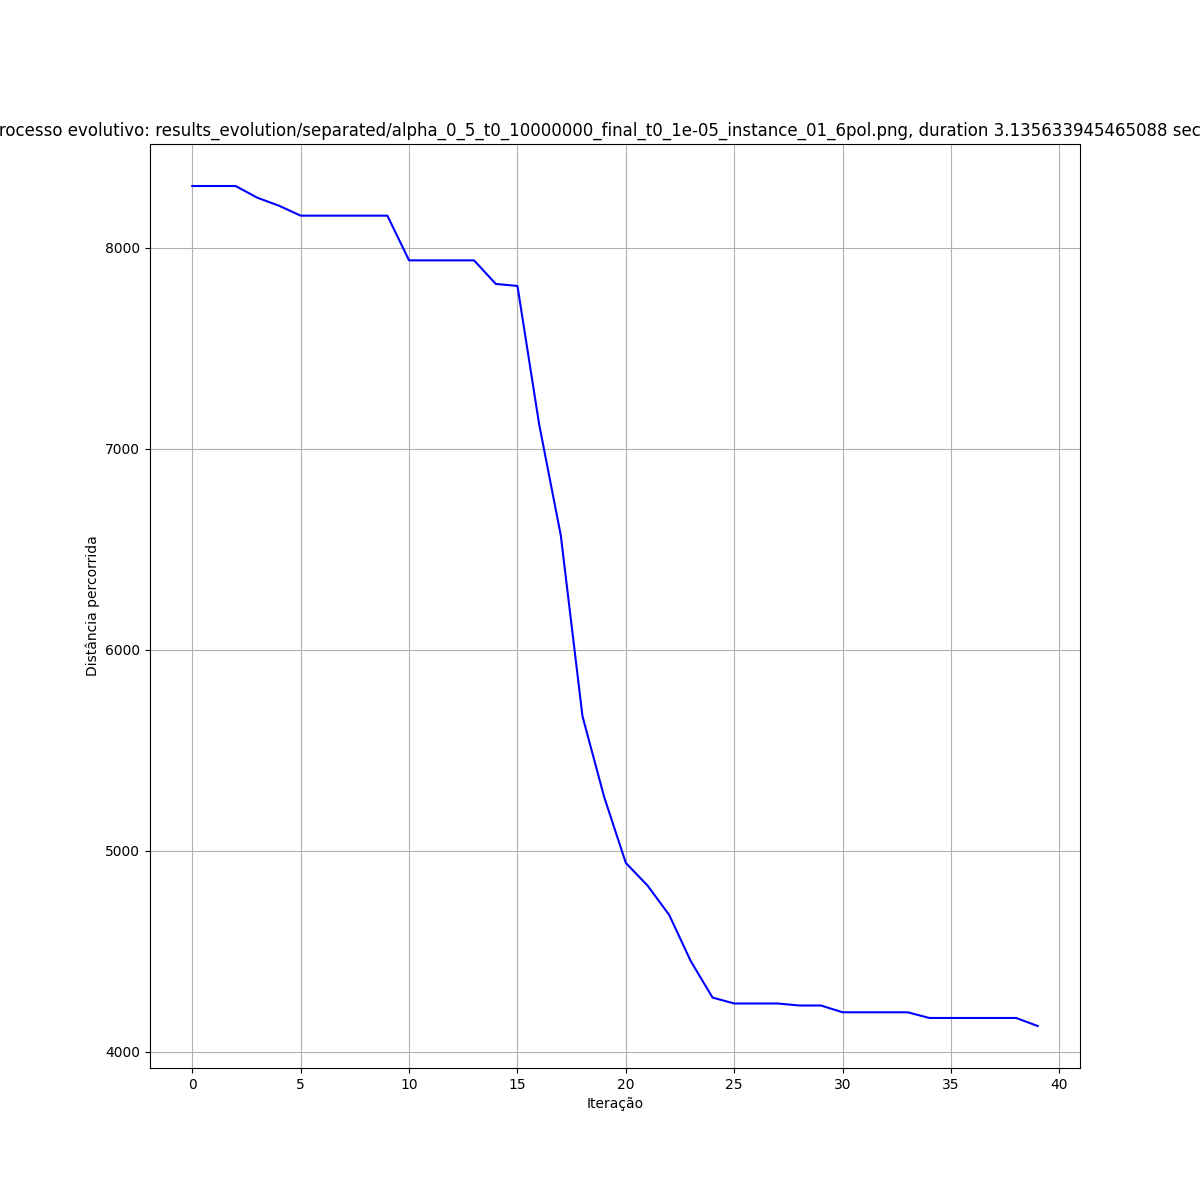 rocesso evolutivo: results_evolution/separated/alpha_0_5_t0_10000000_final_t0_1e-05_instance_01_6pol.png, duration 3.135633945465088 sec
8000
7000
6000
5000
4000
Distância percorrida
0 5 10 15 20 25 30 35 40
Iteração